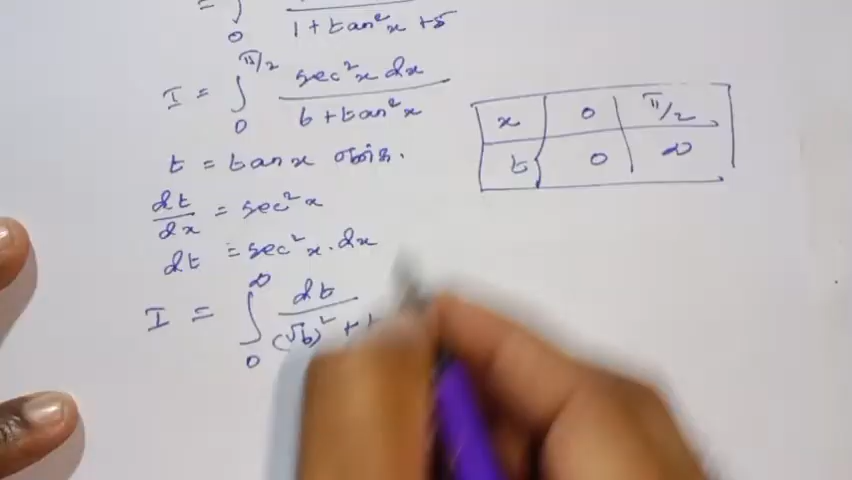 = ∫₀ 1 + tan²x + 5
I = ∫₀^(π/2) sec²x dx / (6 + tan²x)
x 0 π/2
t = tan x என்க.
t 0 ∞
dt/dx = sec²x
dt = sec²x . dx
I = ∫₀^∞ dt / ((√6)² +